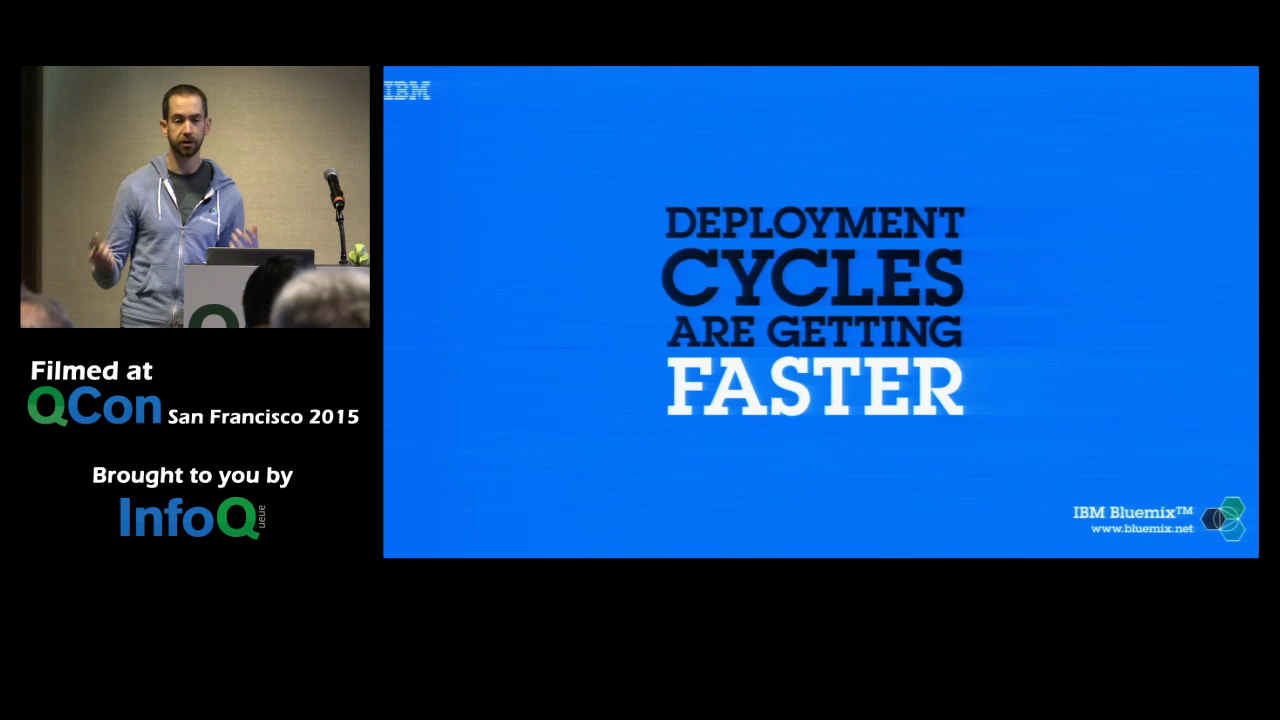 IBM
DEPLOYMENT
CYCLES
ARE GETTING
FASTER
IBM Bluemix™
www.bluemix.net
Filmed at
QCon San Francisco 2015
Brought to you by
InfoQ
ueue